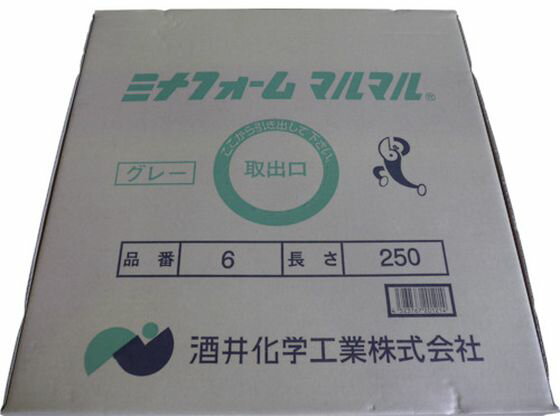 ミナフォーム マルマル®
ここから引き出して下さい。
グレー
取出口
品番 6 長さ 250
酒井化学工業株式会社